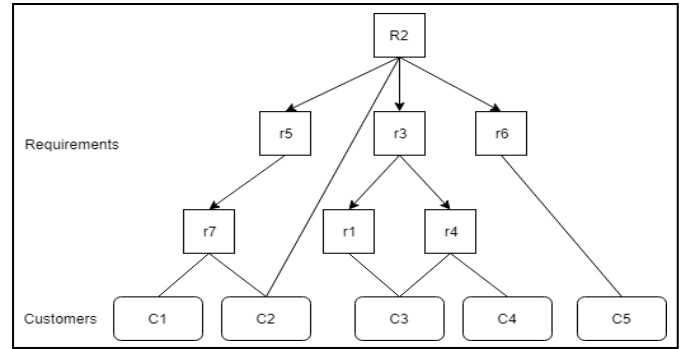 R2
r5
r3
r6
Requirements
r7
r1
r4
Customers
C1
C2
C3
C4
C5